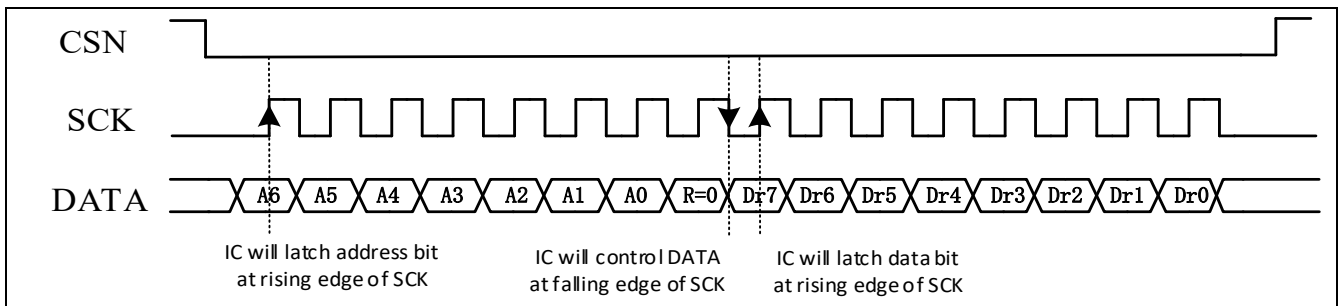 CSN
SCK
DATA
A6 A5 A4 A3 A2 A1 A0 R=0 Dr7 Dr6 Dr5 Dr4 Dr3 Dr2 Dr1 Dr0
IC will latch address bit
at rising edge of SCK
IC will control DATA
at falling edge of SCK
IC will latch data bit
at rising edge of SCK